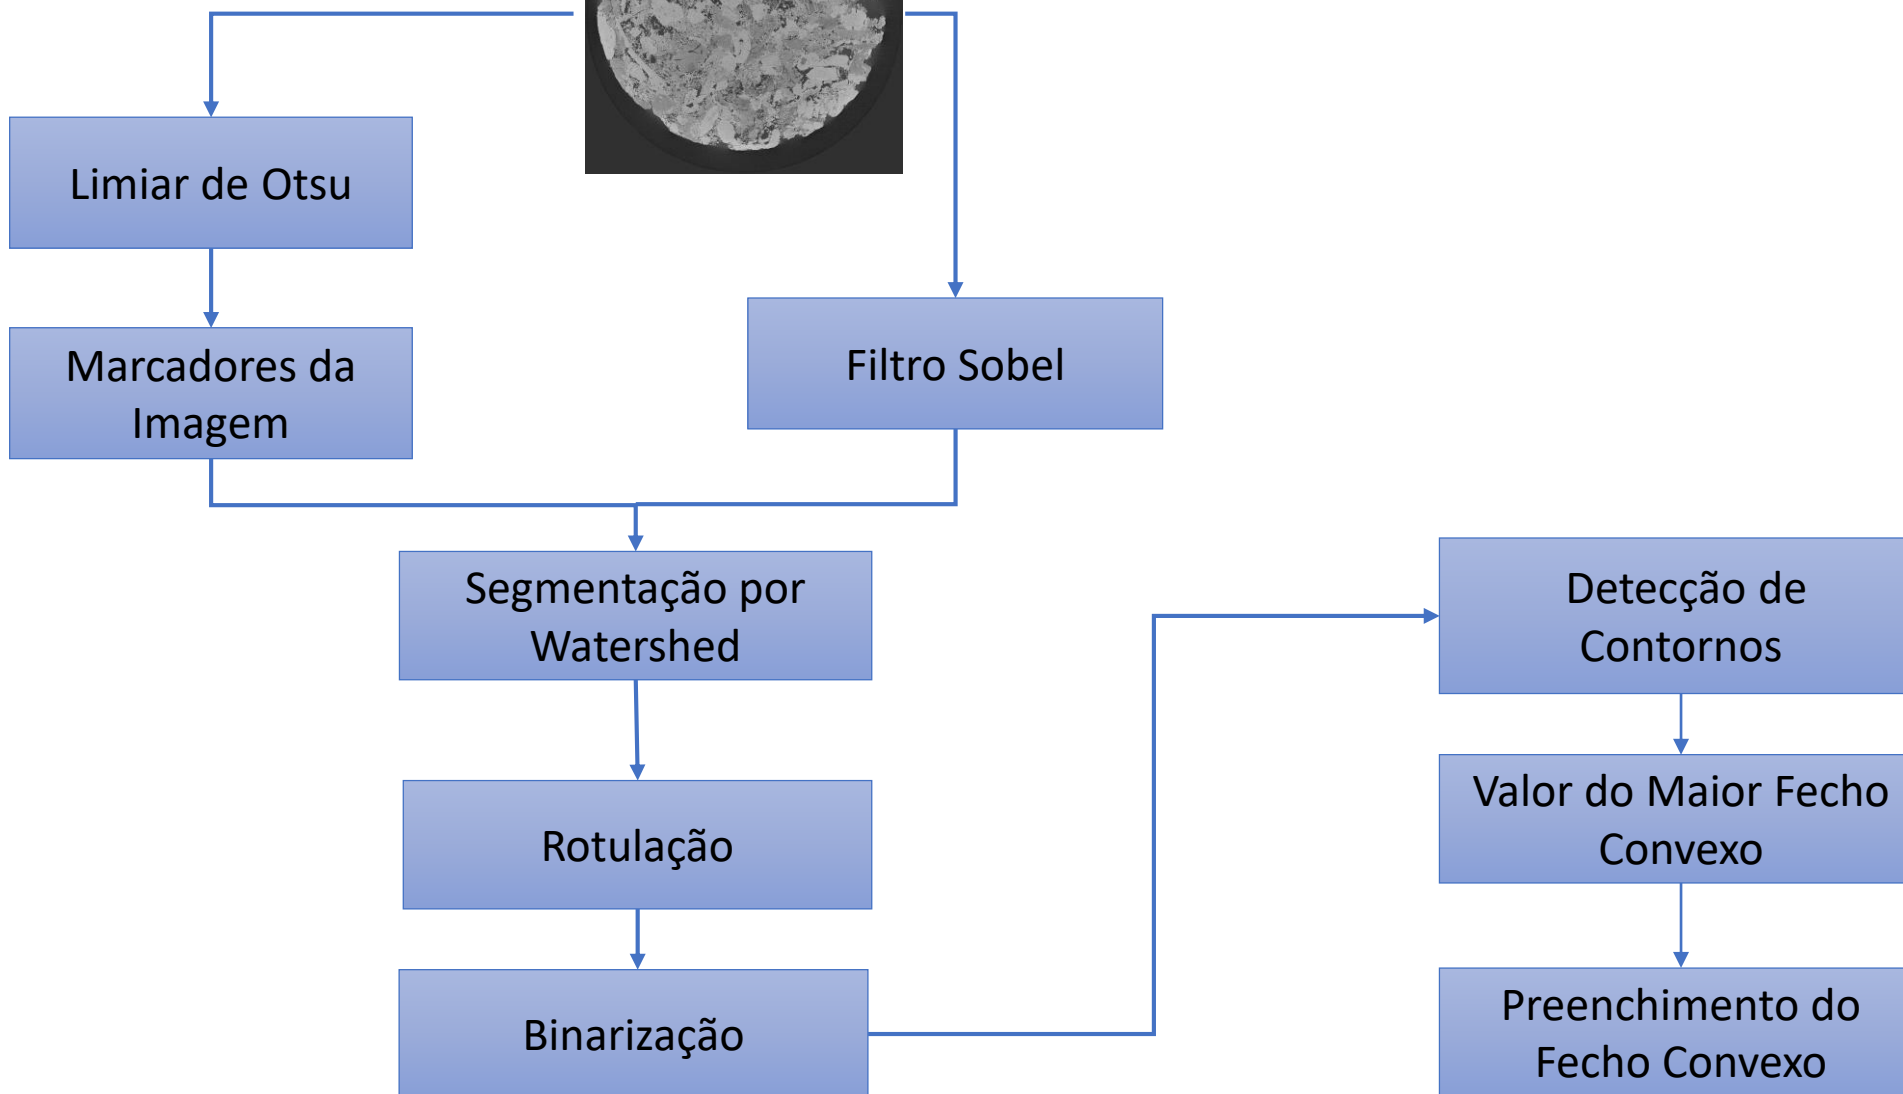 Limiar de Otsu
Marcadores da
Imagem
Filtro Sobel
Segmentação por
Watershed
Rotulação
Binarização
Detecção de
Contornos
Valor do Maior Fecho
Convexo
Preenchimento do
Fecho Convexo